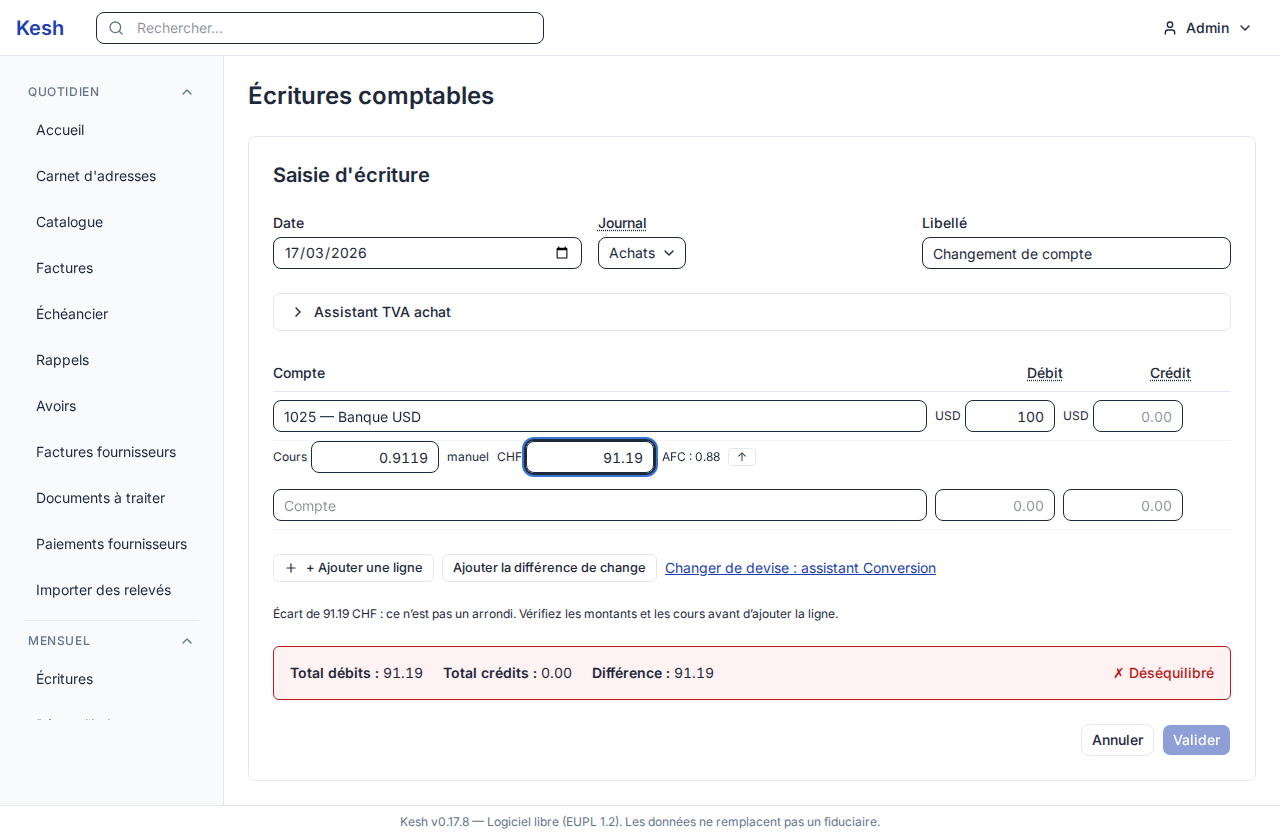 Kesh
Rechercher...
Admin
QUOTIDIEN
Accueil
Carnet d'adresses
Catalogue
Factures
Échéancier
Rappels
Avoirs
Factures fournisseurs
Documents à traiter
Paiements fournisseurs
Importer des relevés
MENSUEL
Écritures
Écritures comptables
Saisie d'écriture
Date Journal Libellé
17/03/2026 Achats Changement de compte
Assistant TVA achat
Compte Débit Crédit
1025 — Banque USD USD 100 USD 0.00
Cours 0.9119 manuel CHF 91.19 AFC : 0.88 ↑
Compte 0.00 0.00
+ + Ajouter une ligne Ajouter la différence de change Changer de devise : assistant Conversion
Écart de 91.19 CHF : ce n’est pas un arrondi. Vérifiez les montants et les cours avant d’ajouter la ligne.
Total débits : 91.19 Total crédits : 0.00 Différence : 91.19 ✗ Déséquilibré
Annuler Valider
Kesh v0.17.8 — Logiciel libre (EUPL 1.2). Les données ne remplacent pas un fiduciaire.